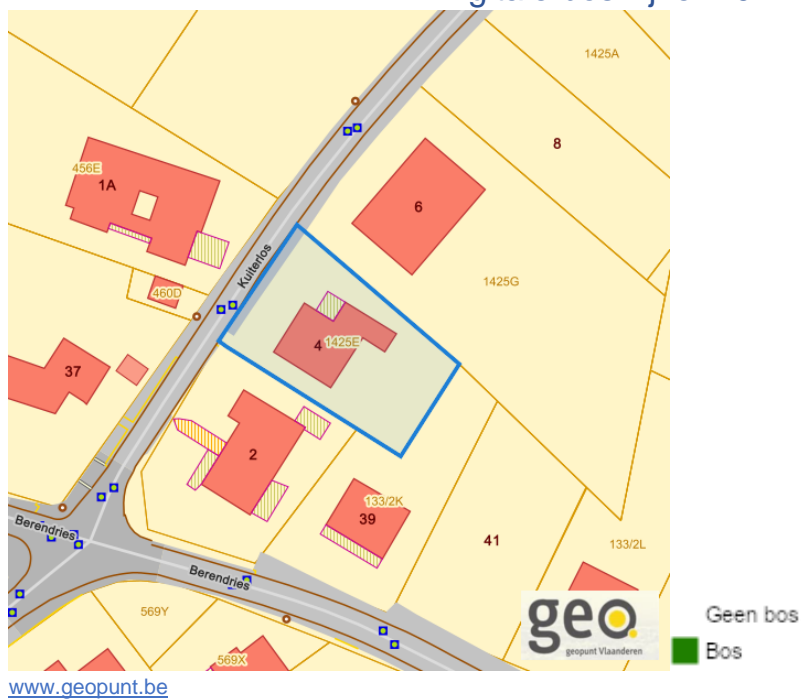 1425A
8
456E
1A
6
Kuiterlos
1425G
460D
4
1425E
37
2
133/2K
39
41
133/2L
Berendries
Berendries
569Y
569X
geo
geopunt Vlaanderen
Geen bos
Bos
www.geopunt.be